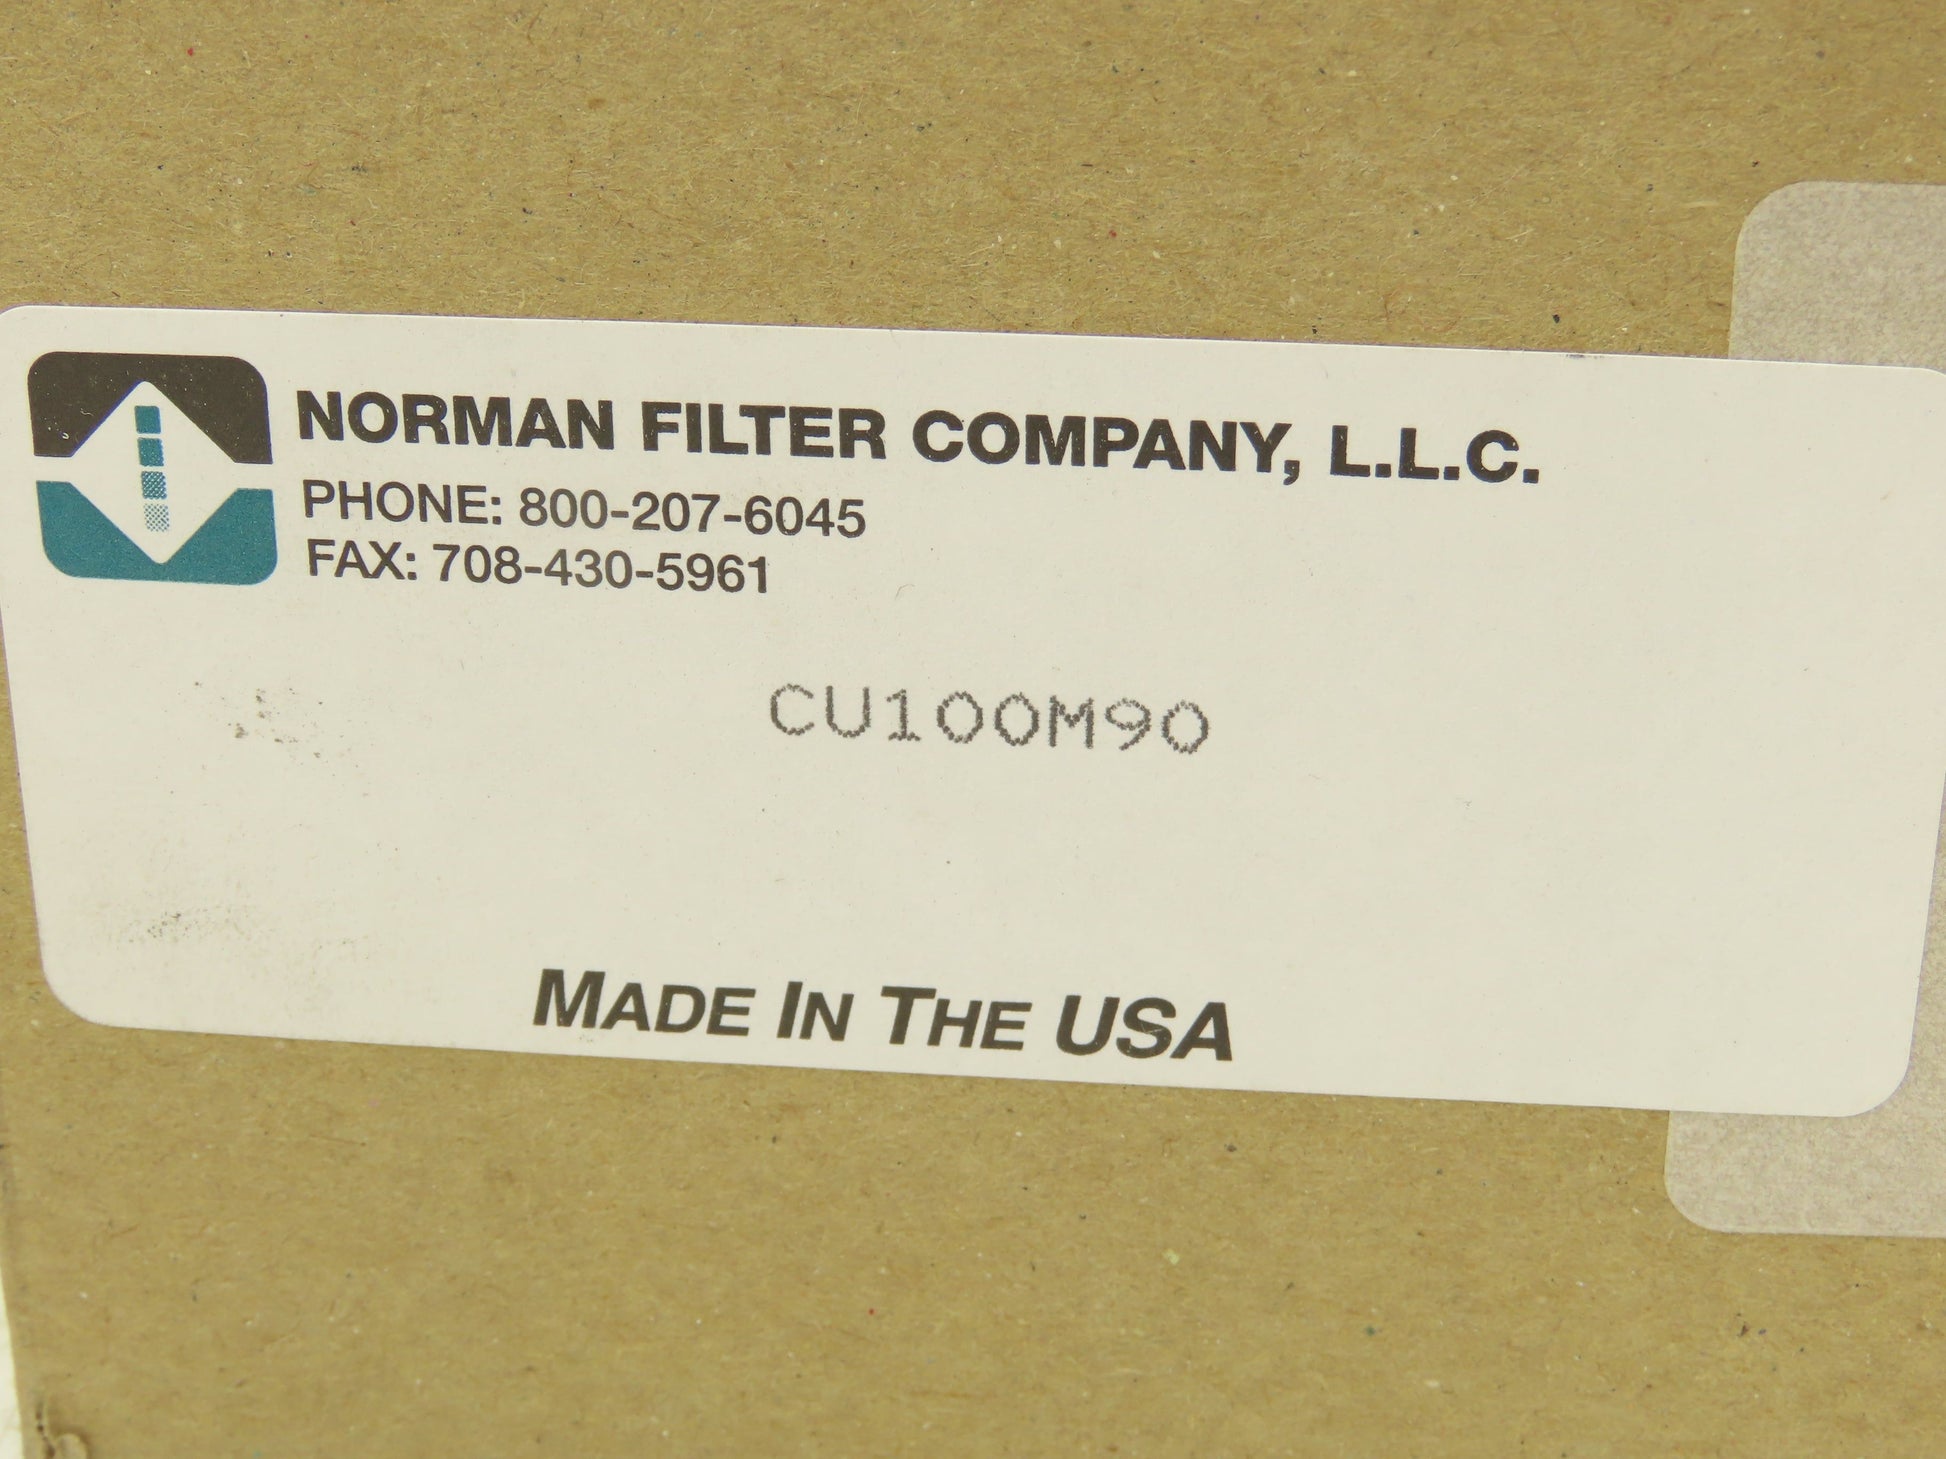 NORMAN FILTER COMPANY, L.L.C.
PHONE: 800-207-6045
FAX: 708-430-5961
CU100M90
MADE IN THE USA